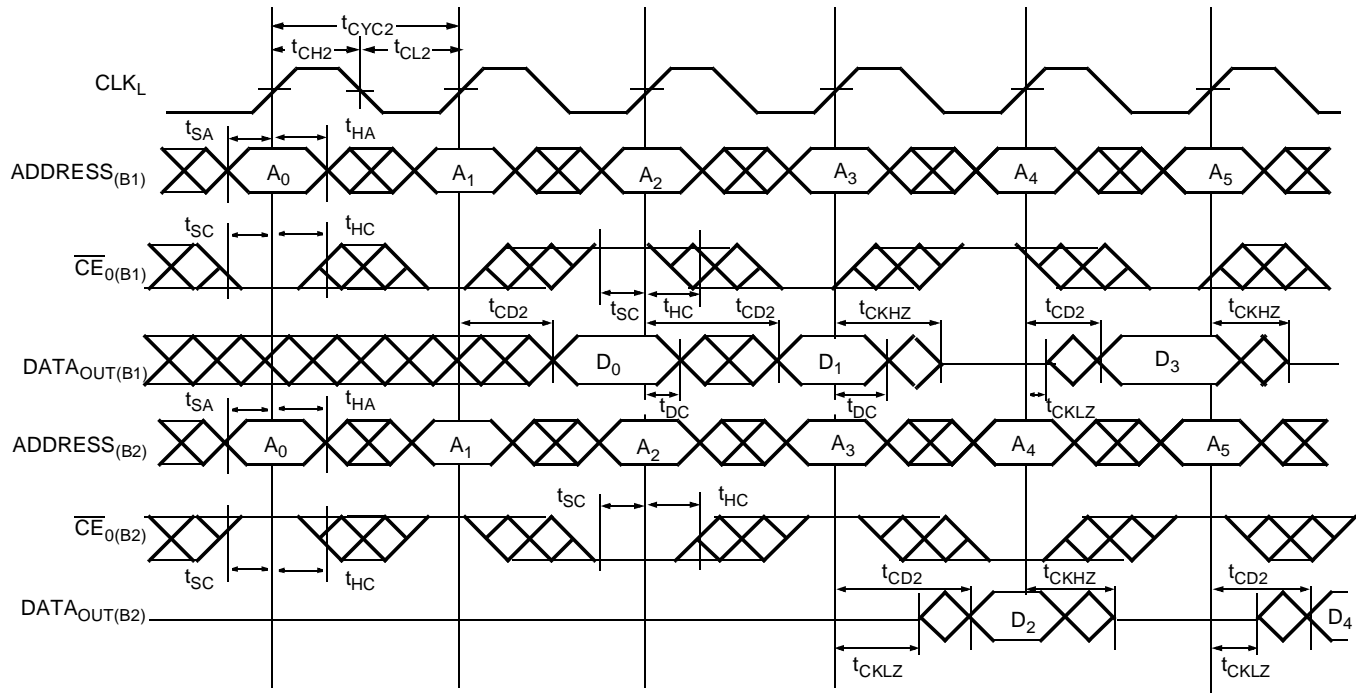 tCYC2
tCH2 tCL2
CLKL
tSA tHA
ADDRESS(B1) A0 A1 A2 A3 A4 A5
tSC tHC
CE0(B1)
tSC tHC
tCD2 tCD2 tCKHZ tCD2 tCKHZ
DATAOUT(B1) D0 D1 D3
tSA tHA tDC tDC tCKLZ
ADDRESS(B2) A0 A1 A2 A3 A4 A5
tSC tHC
CE0(B2)
tSC tHC tCD2 tCKHZ tCD2
DATAOUT(B2) D2 D4
tCKLZ tCKLZ